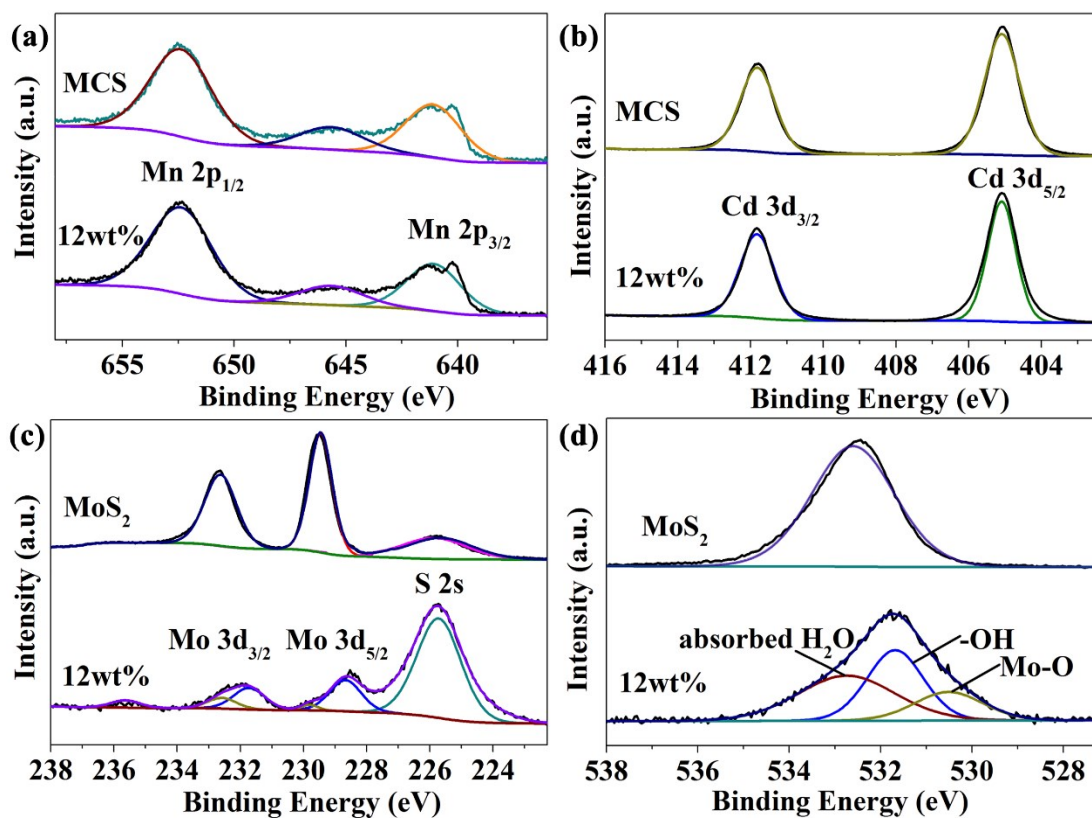 (a)
MCS
Mn 2p1/2
12wt%
Mn 2p3/2
Intensity (a.u.)
655 650 645 640
Binding Energy (eV)
(b)
MCS
Cd 3d5/2
Cd 3d3/2
12wt%
Intensity (a.u.)
416 414 412 410 408 406 404
Binding Energy (eV)
(c)
MoS2
S 2s
Mo 3d3/2
Mo 3d5/2
12wt%
Intensity (a.u.)
238 236 234 232 230 228 226 224
Binding Energy (eV)
(d)
MoS2
absorbed H2O
-OH
Mo-O
12wt%
Intensity (a.u.)
538 536 534 532 530 528
Binding Energy (eV)